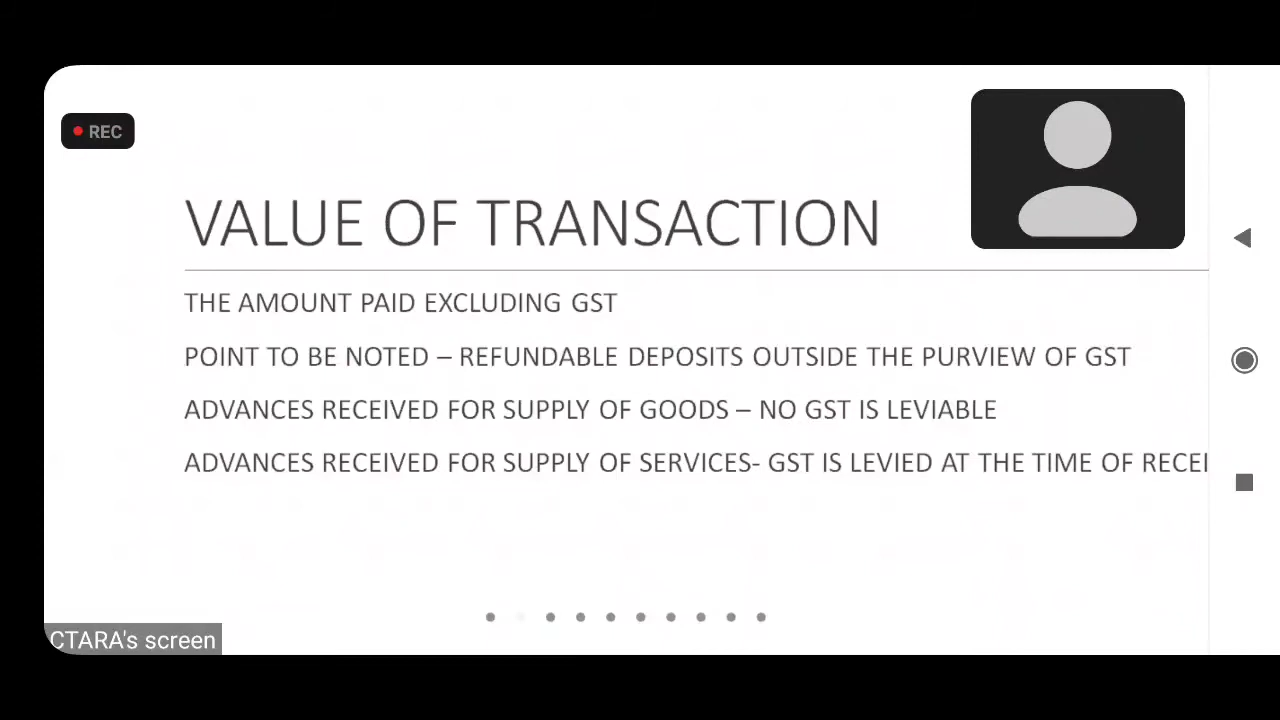 REC
VALUE OF TRANSACTION
THE AMOUNT PAID EXCLUDING GST
POINT TO BE NOTED – REFUNDABLE DEPOSITS OUTSIDE THE PURVIEW OF GST
ADVANCES RECEIVED FOR SUPPLY OF GOODS – NO GST IS LEVIABLE
ADVANCES RECEIVED FOR SUPPLY OF SERVICES- GST IS LEVIED AT THE TIME OF RECEI
CTARA's screen